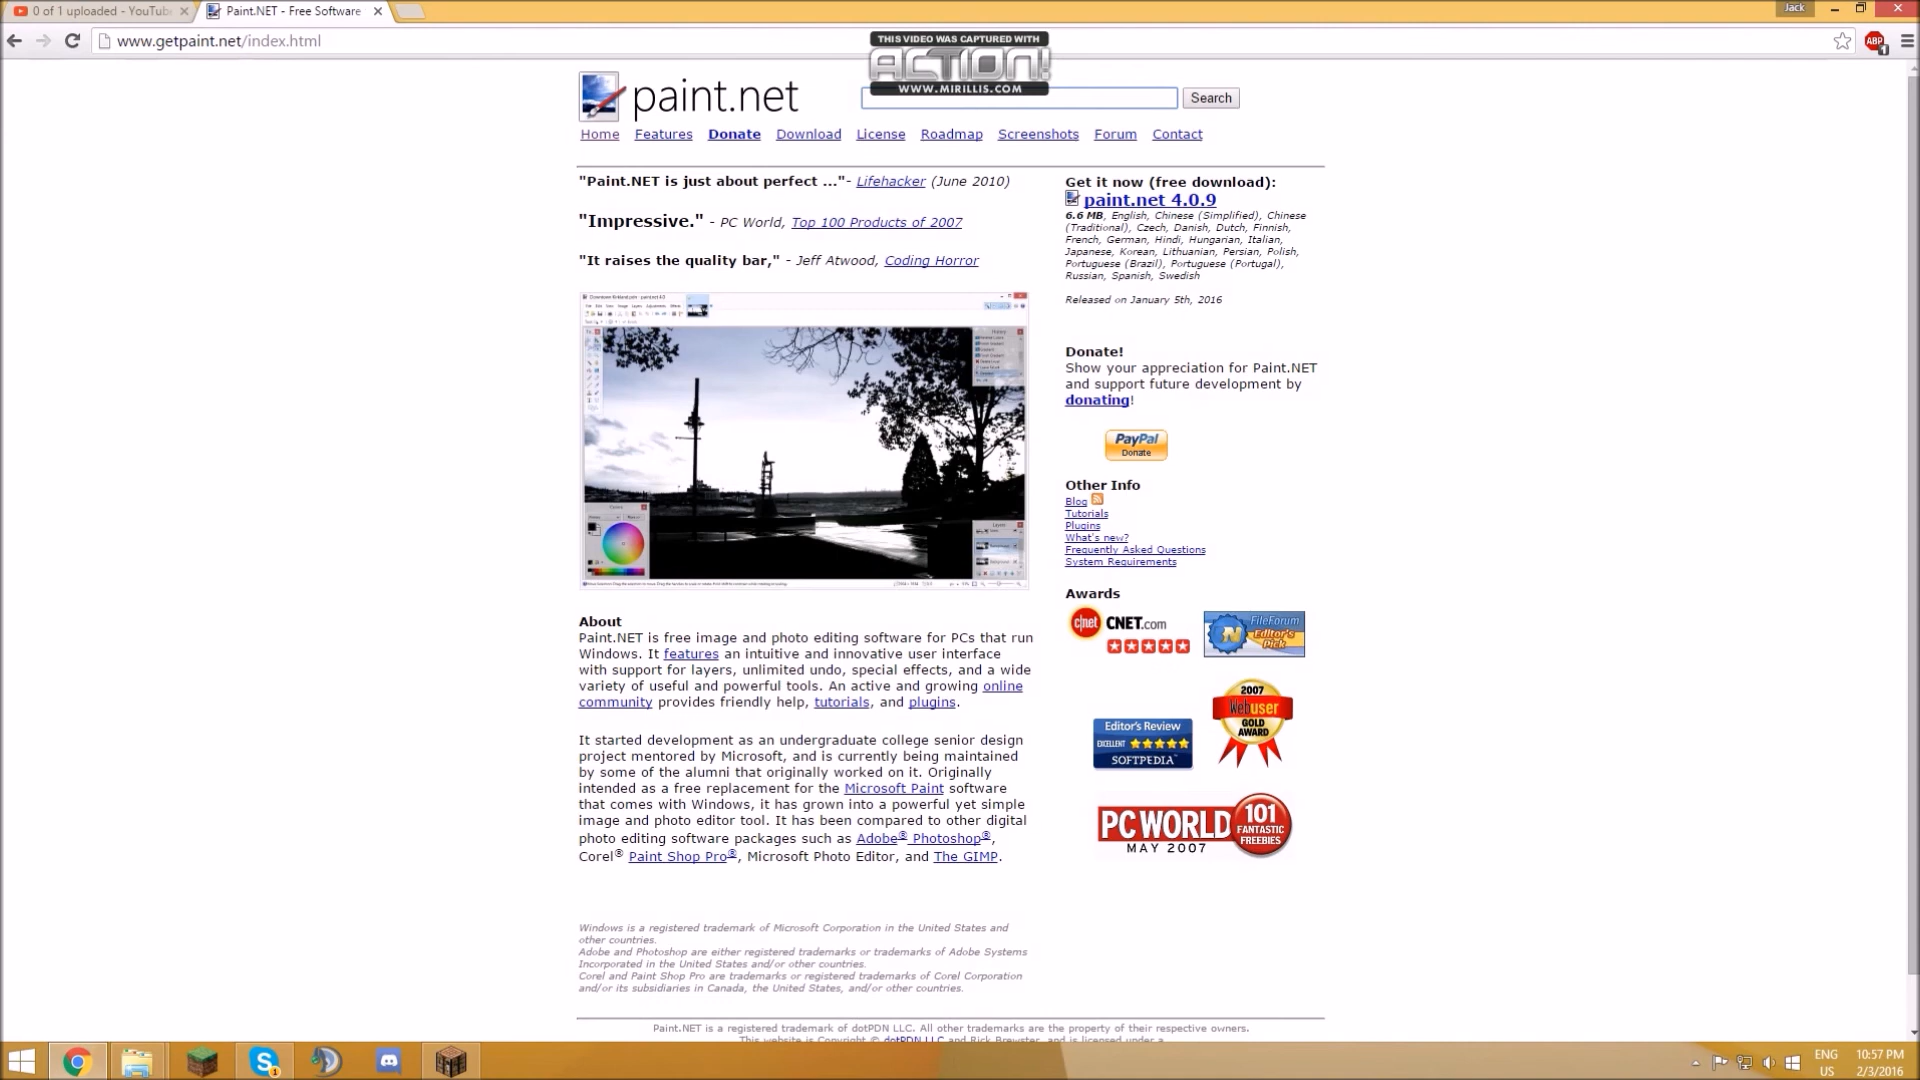 0 of 1 uploaded - YouTube
Paint.NET - Free Software
Jack
www.getpaint.net/index.html
ABP
1
THIS VIDEO WAS CAPTURED WITH
ACTION!
WWW.MIRILLIS.COM
paint.net
Search
Home Features Donate Download License Roadmap Screenshots Forum Contact
"Paint.NET is just about perfect ..."- Lifehacker (June 2010)
"Impressive." - PC World, Top 100 Products of 2007
"It raises the quality bar," - Jeff Atwood, Coding Horror
About
Paint.NET is free image and photo editing software for PCs that run
Windows. It features an intuitive and innovative user interface
with support for layers, unlimited undo, special effects, and a wide
variety of useful and powerful tools. An active and growing online
community provides friendly help, tutorials, and plugins.
It started development as an undergraduate college senior design
project mentored by Microsoft, and is currently being maintained
by some of the alumni that originally worked on it. Originally
intended as a free replacement for the Microsoft Paint software
that comes with Windows, it has grown into a powerful yet simple
image and photo editor tool. It has been compared to other digital
photo editing software packages such as Adobe® Photoshop®,
Corel® Paint Shop Pro®, Microsoft Photo Editor, and The GIMP.
Windows is a registered trademark of Microsoft Corporation in the United States and
other countries.
Adobe and Photoshop are either registered trademarks or trademarks of Adobe Systems
Incorporated in the United States and/or other countries.
Corel and Paint Shop Pro are trademarks or registered trademarks of Corel Corporation
and/or its subsidiaries in Canada, the United States, and/or other countries.
Get it now (free download):
paint.net 4.0.9
6.6 MB, English, Chinese (Simplified), Chinese
(Traditional), Czech, Danish, Dutch, Finnish,
French, German, Hindi, Hungarian, Italian,
Japanese, Korean, Lithuanian, Persian, Polish,
Portuguese (Brazil), Portuguese (Portugal),
Russian, Spanish, Swedish
Released on January 5th, 2016
Donate!
Show your appreciation for Paint.NET
and support future development by
donating!
PayPal
Donate
Other Info
Blog
Tutorials
Plugins
What's new?
Frequently Asked Questions
System Requirements
Awards
c|net CNET.com
FileForum
Editor's
Pick
Editor's Review
EXCELLENT
SOFTPEDIA
2007
Webuser
GOLD
AWARD
PC WORLD
MAY 2007
101
FANTASTIC
FREEBIES
Paint.NET is a registered trademark of dotPDN LLC. All other trademarks are the property of their respective owners.
This website is Copyright © dotPDN LLC and Rick Brewster, and is licensed under a
ENG
US
10:57 PM
2/3/2016